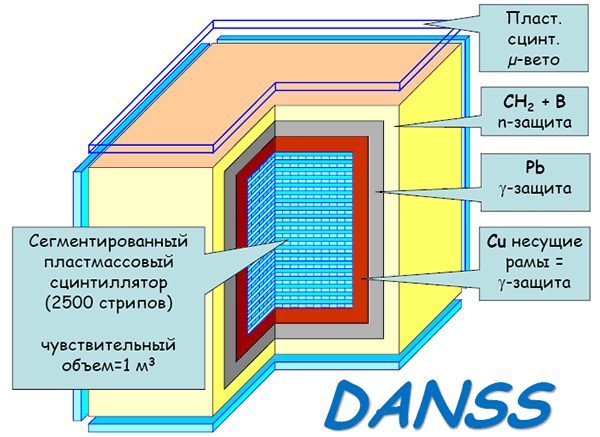 Пласт.
сцинт.
μ-вето
CH₂ + B
n-защита
Pb
γ-защита
Cu несущие
рамы =
γ-защита
Сегментированный
пластмассовый
сцинтиллятор
(2500 стрипов)
чувствительный
объем=1 м³
DANSS